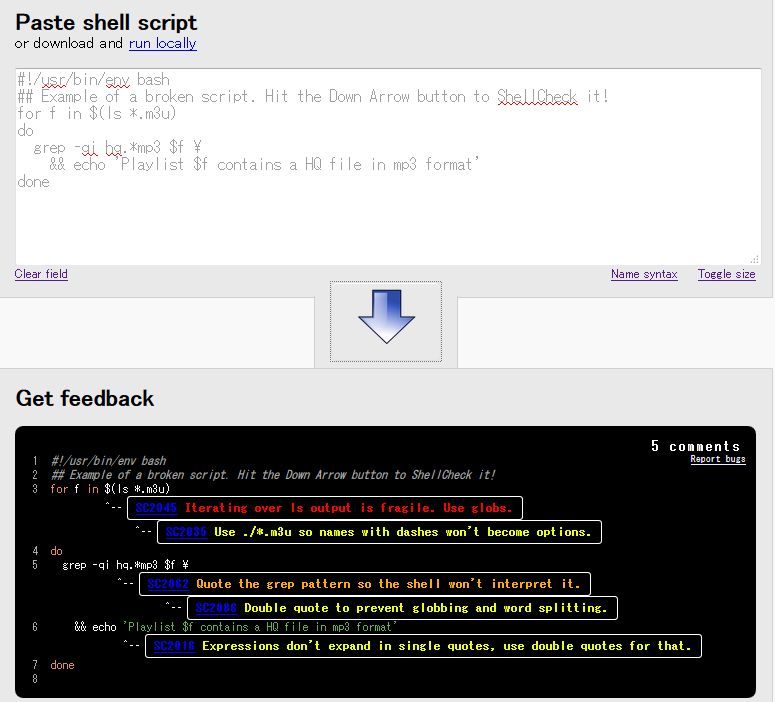 Paste shell script
or download and run locally
#!/usr/bin/env bash
## Example of a broken script. Hit the Down Arrow button to ShellCheck it!
for f in $(ls *.m3u)
do
  grep -qi hq.*mp3 $f ¥
    && echo 'Playlist $f contains a HQ file in mp3 format'
done
Clear field Name syntax Toggle size
Get feedback
5 comments
Report bugs
1 #!/usr/bin/env bash
2 ## Example of a broken script. Hit the Down Arrow button to ShellCheck it!
3 for f in $(ls *.m3u)
^-- SC2045 Iterating over ls output is fragile. Use globs.
^-- SC2035 Use ./*.m3u so names with dashes won't become options.
4 do
5   grep -qi hq.*mp3 $f ¥
^-- SC2062 Quote the grep pattern so the shell won't interpret it.
^-- SC2086 Double quote to prevent globbing and word splitting.
6     && echo 'Playlist $f contains a HQ file in mp3 format'
^-- SC2016 Expressions don't expand in single quotes, use double quotes for that.
7 done
8